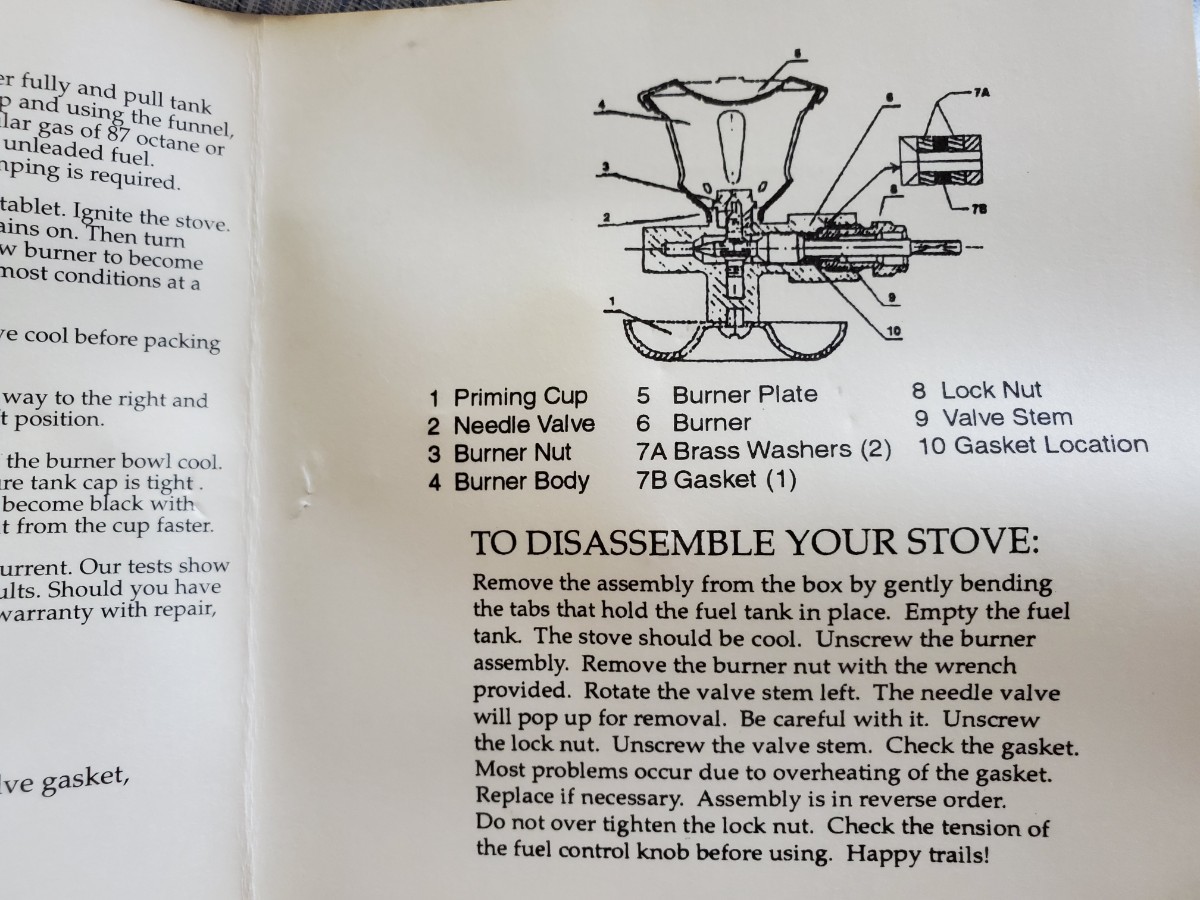 er fully and pull tank
p and using the funnel,
lar gas of 87 octane or
unleaded fuel.
mping is required.
tablet. Ignite the stove.
ains on. Then turn
w burner to become
most conditions at a
ve cool before packing
way to the right and
t position.
the burner bowl cool.
re tank cap is tight .
become black with
t from the cup faster.
urrent. Our tests show
ults. Should you have
warranty with repair,
lve gasket,
5
4
6
7A
3
8
7B
2
1
9
10
1 Priming Cup
2 Needle Valve
3 Burner Nut
4 Burner Body
5 Burner Plate
6 Burner
7A Brass Washers (2)
7B Gasket (1)
8 Lock Nut
9 Valve Stem
10 Gasket Location
TO DISASSEMBLE YOUR STOVE:
Remove the assembly from the box by gently bending
the tabs that hold the fuel tank in place. Empty the fuel
tank. The stove should be cool. Unscrew the burner
assembly. Remove the burner nut with the wrench
provided. Rotate the valve stem left. The needle valve
will pop up for removal. Be careful with it. Unscrew
the lock nut. Unscrew the valve stem. Check the gasket.
Most problems occur due to overheating of the gasket.
Replace if necessary. Assembly is in reverse order.
Do not over tighten the lock nut. Check the tension of
the fuel control knob before using. Happy trails!